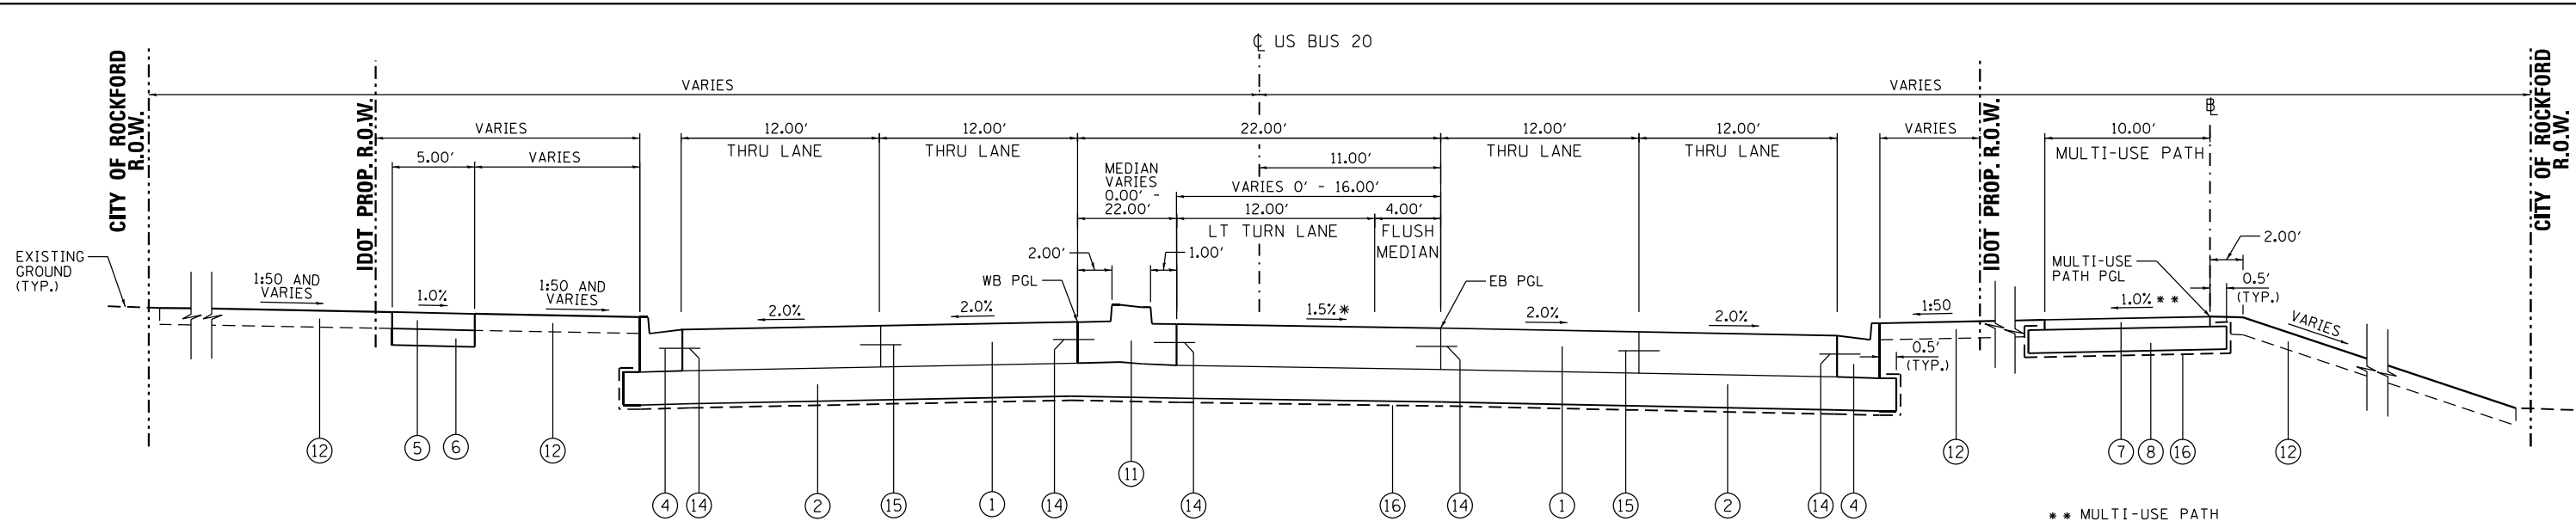 ℄ US BUS 20
CITY OF ROCKFORD
R.O.W.
IDOT PROP. R.O.W.
VARIES
VARIES
IDOT PROP. R.O.W.
CITY OF ROCKFORD
R.O.W.
VARIES
12.00'
THRU LANE
12.00'
THRU LANE
22.00'
12.00'
THRU LANE
12.00'
THRU LANE
VARIES
BL
10.00'
MULTI-USE PATH
5.00'
VARIES
11.00'
MEDIAN
VARIES
0.00' -
22.00'
VARIES 0' - 16.00'
12.00'
LT TURN LANE
4.00'
FLUSH
MEDIAN
2.00'
1.00'
2.00'
EXISTING
GROUND
(TYP.)
1:50 AND
VARIES
1.0%
1:50 AND
VARIES
WB PGL
EB PGL
MULTI-USE
PATH PGL
0.5'
(TYP.)
2.0%
2.0%
1.5%*
2.0%
2.0%
1:50
1.0%**
VARIES
0.5'
(TYP.)
12
5
6
12
11
12
7
8
16
12
4
14
2
15
1
14
14
16
14
1
15
2
14
4
** MULTI-USE PATH